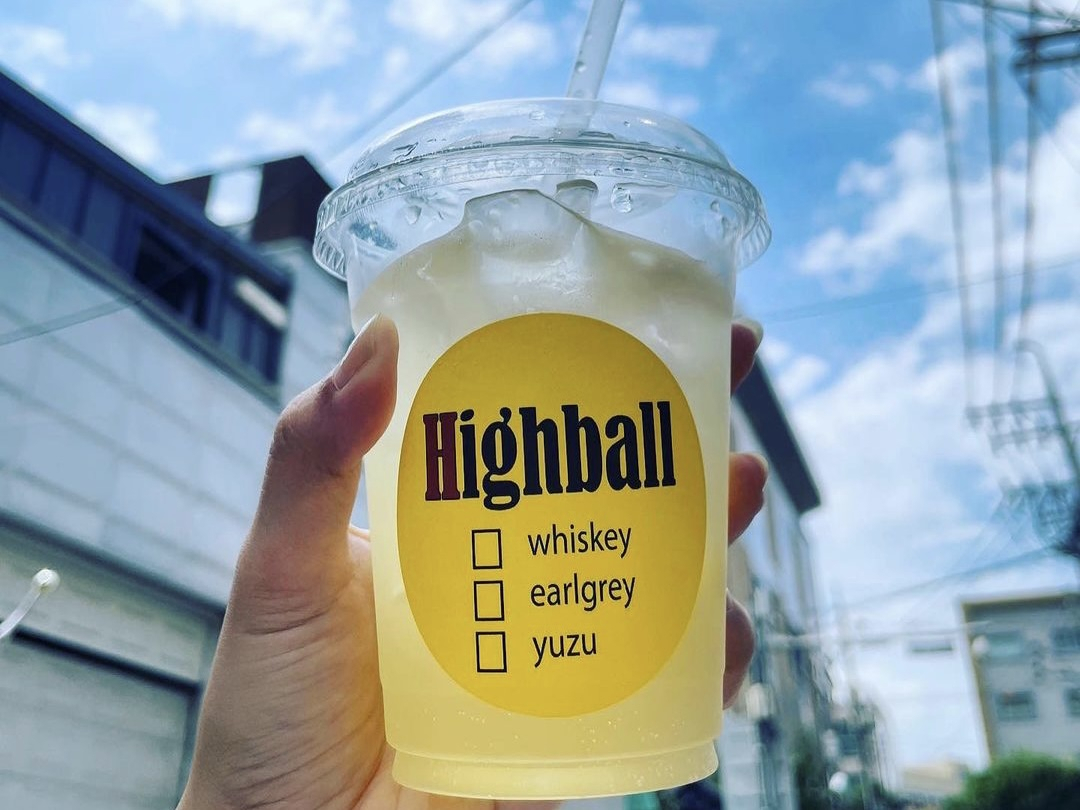 Highball
☐ whiskey
☐ earlgrey
☐ yuzu